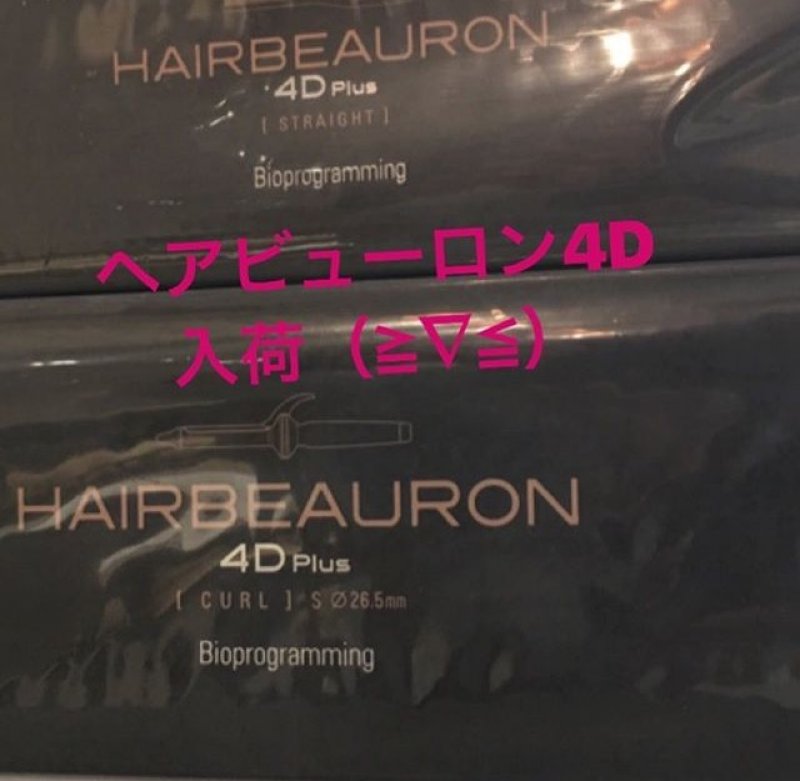 HAIRBEAURON
4D Plus
[ STRAIGHT ]
Bioprogramming
ヘアビューロン4D
入荷（≧∇≦）
HAIRBEAURON
4D Plus
[ CURL ] S ∅26.5mm
Bioprogramming